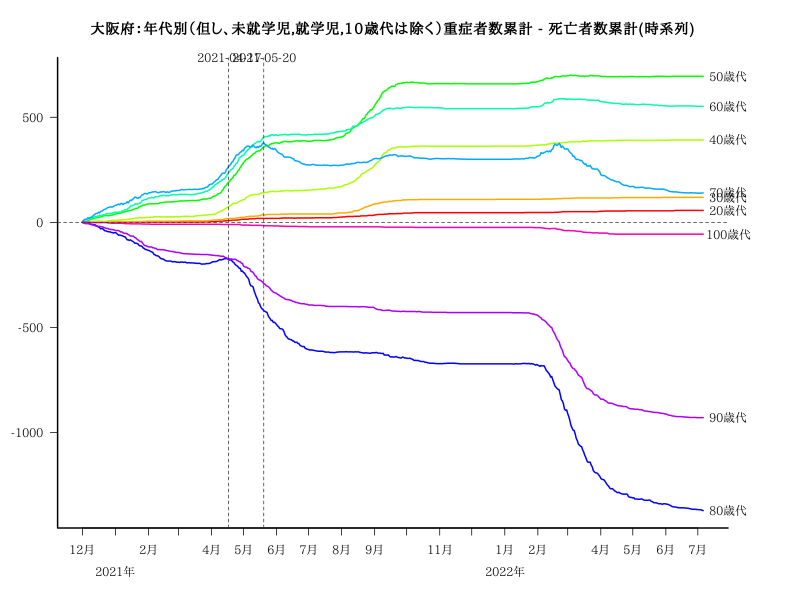 大阪府：年代別（但し、未就学児,就学児,10歳代は除く）重症者数累計 - 死亡者数累計(時系列)
2021-04-17
2021-05-20
500
0
-500
-1000
50歳代
60歳代
40歳代
70歳代
30歳代
20歳代
100歳代
90歳代
80歳代
12月 2月 4月 5月 6月 7月 8月 9月 11月 1月 2月 4月 5月 6月 7月
2021年 2022年